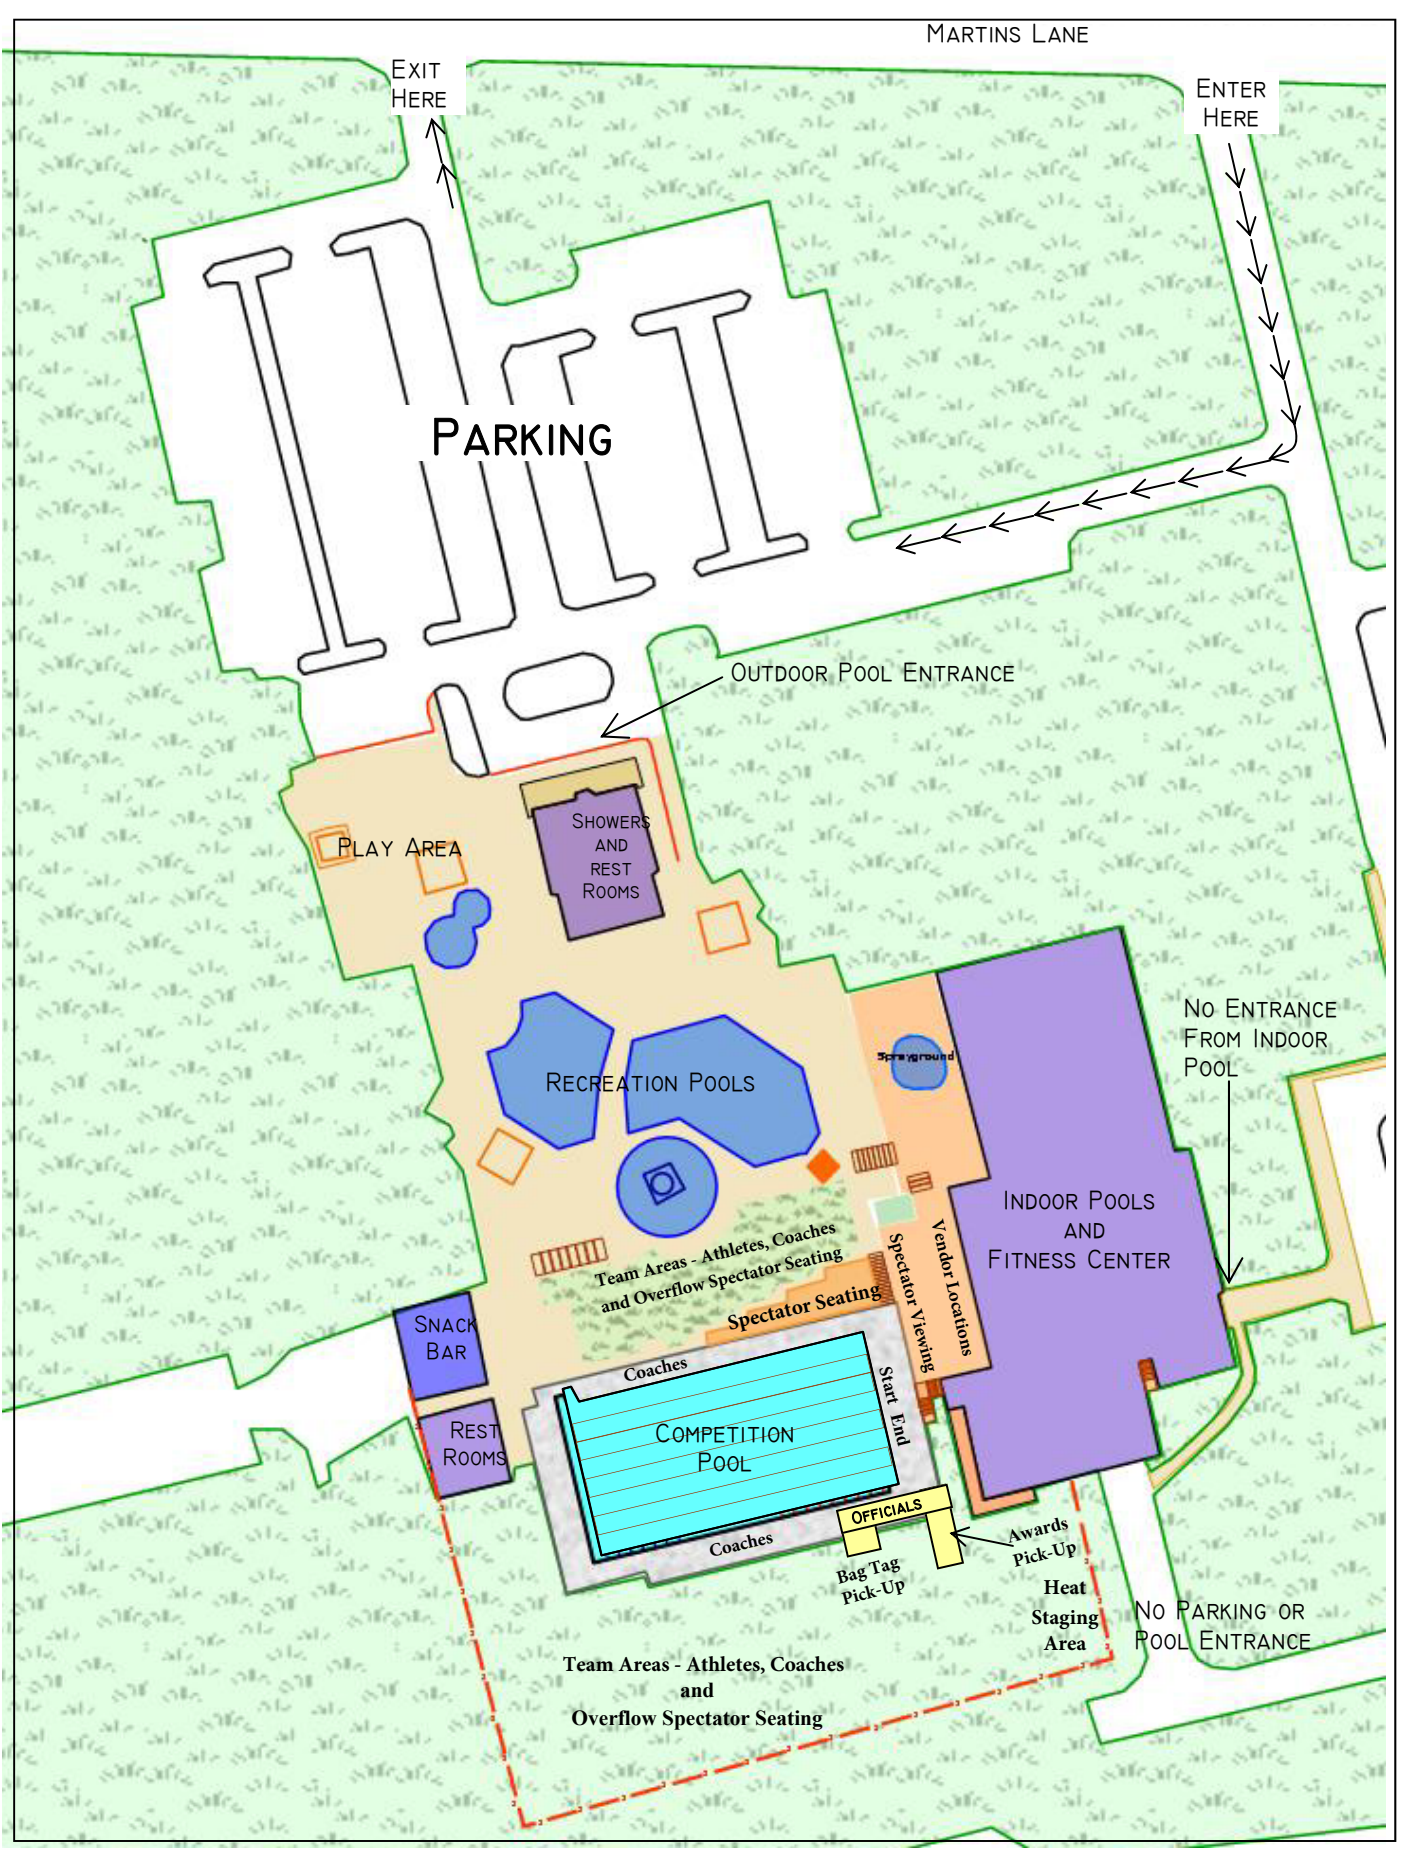 MARTINS LANE
EXIT
HERE
ENTER
HERE
PARKING
OUTDOOR POOL ENTRANCE
SHOWERS
AND
REST
ROOMS
PLAY AREA
NO ENTRANCE
FROM INDOOR
POOL
Sprayground
RECREATION POOLS
INDOOR POOLS
AND
FITNESS CENTER
Team Areas - Athletes, Coaches
and Overflow Spectator Seating
Spectator Seating
Spectator Viewing
Vendor Locations
SNACK
BAR
Coaches
Start End
COMPETITION
POOL
REST
ROOMS
OFFICIALS
Coaches
Bag Tag
Pick-Up
Awards
Pick-Up
Heat
Staging
Area
NO PARKING OR
POOL ENTRANCE
Team Areas - Athletes, Coaches
and
Overflow Spectator Seating